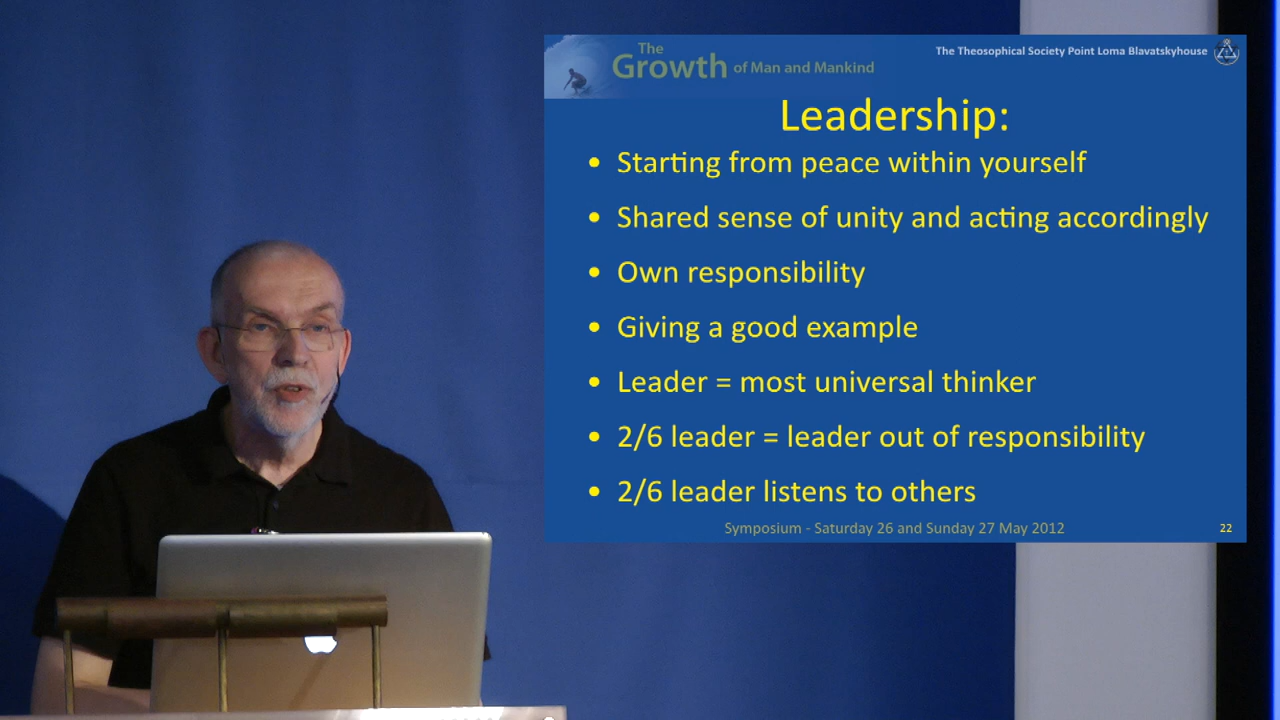 The
Growth of Man and Mankind
The Theosophical Society Point Loma Blavatskyhouse
Leadership:
• Starting from peace within yourself
• Shared sense of unity and acting accordingly
• Own responsibility
• Giving a good example
• Leader = most universal thinker
• 2/6 leader = leader out of responsibility
• 2/6 leader listens to others
Symposium - Saturday 26 and Sunday 27 May 2012
22